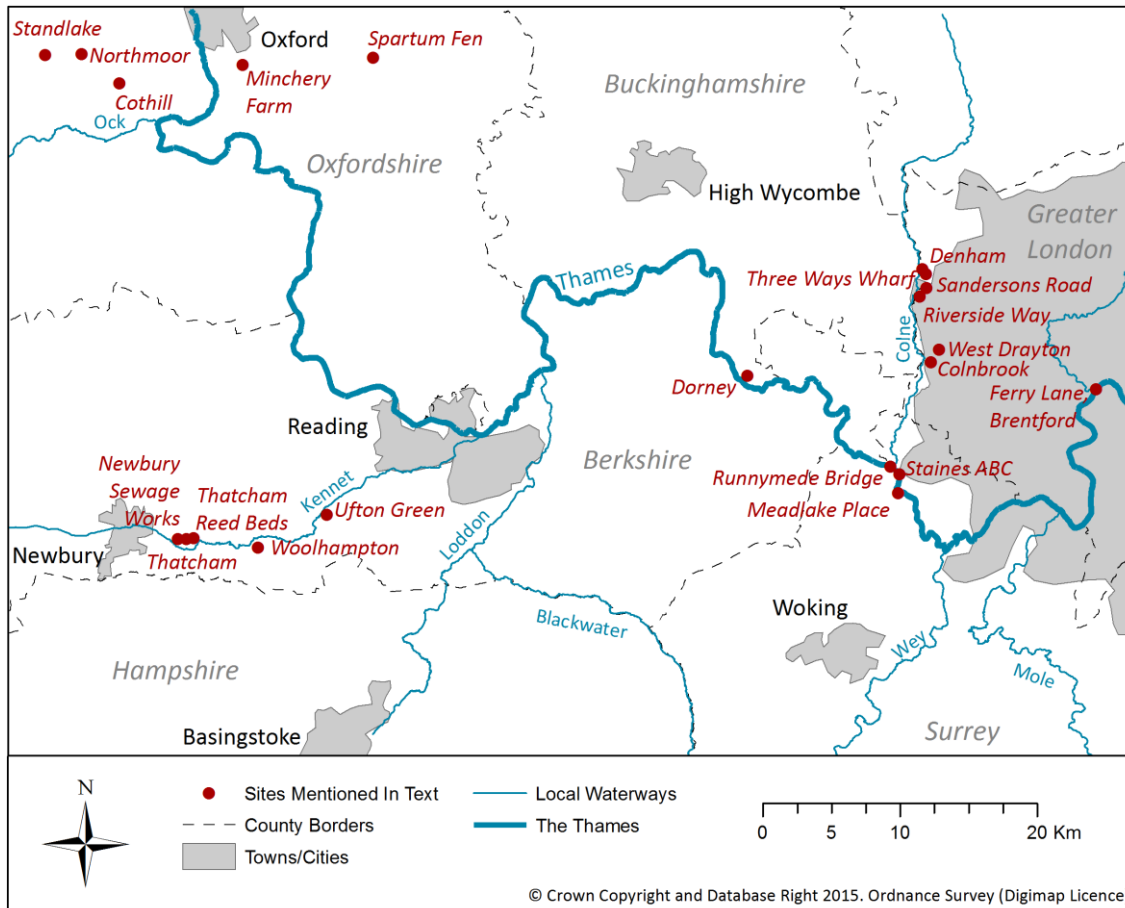 Standlake
Northmoor
Cothill
Ock
Oxford
Minchery
Farm
Spartum Fen
Buckinghamshire
Oxfordshire
High Wycombe
Greater
London
Denham
Three Ways Wharf
Sandersons Road
Riverside Way
Thames
Colne
West Drayton
Colnbrook
Dorney
Ferry Lane,
Brentford
Reading
Berkshire
Runnymede Bridge
Staines ABC
Meadlake Place
Newbury
Sewage
Works
Thatcham
Reed Beds
Kennet
Ufton Green
Loddon
Newbury
Thatcham
Woolhampton
Blackwater
Woking
Wey
Mole
Hampshire
Basingstoke
Surrey
N
Sites Mentioned In Text
County Borders
Towns/Cities
Local Waterways
The Thames
0 5 10 20 Km
© Crown Copyright and Database Right 2015. Ordnance Survey (Digimap Licence